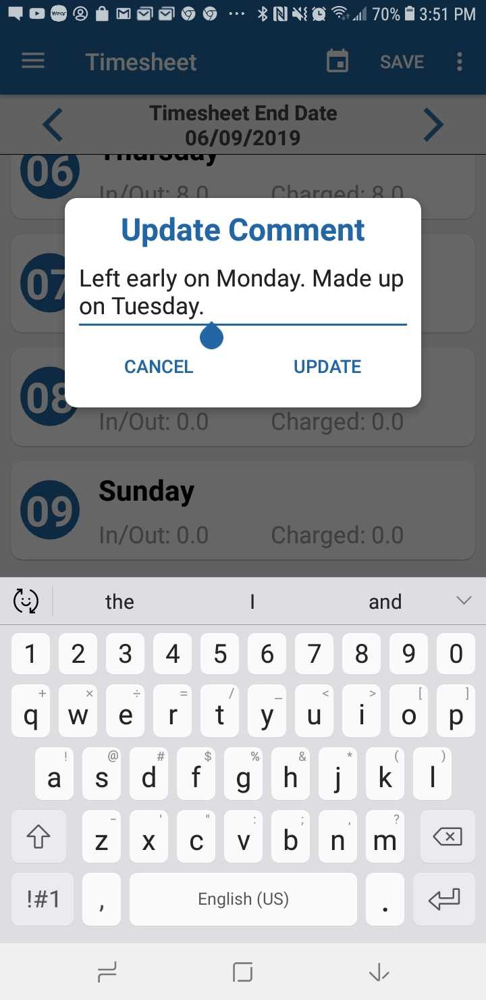 70% 3:51 PM
Timesheet SAVE
Timesheet End Date
06/09/2019
06 Thursday
In/Out: 8.0 Charged: 8.0
Update Comment
07
Left early on Monday. Made up
on Tuesday.
CANCEL UPDATE
08
In/Out: 0.0 Charged: 0.0
09 Sunday
In/Out: 0.0 Charged: 0.0
the I and
1 2 3 4 5 6 7 8 9 0
+ × ÷ = / _ < > [ ]
q w e r t y u i o p
! @ # $ % & * ( )
a s d f g h j k l
- ' " : ; , ?
z x c v b n m
!#1 , English (US) .